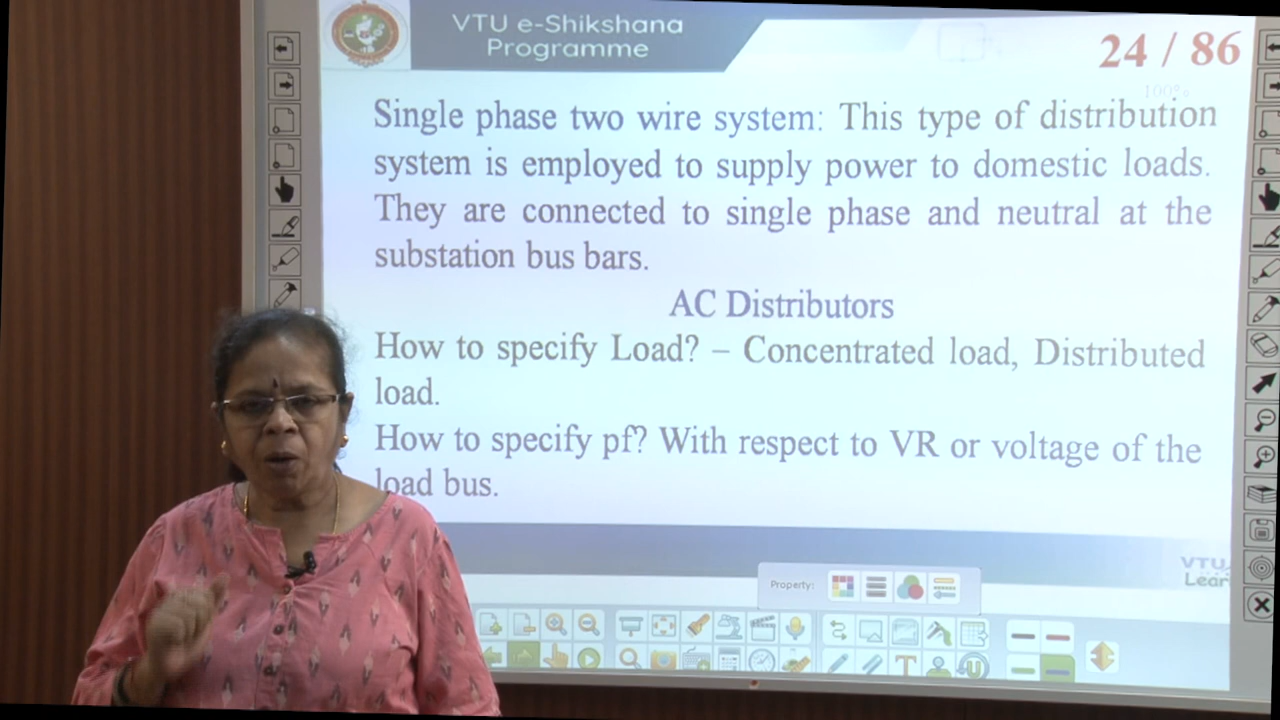 VTU e-Shikshana
Programme
24 / 86
100%
Single phase two wire system: This type of distribution
system is employed to supply power to domestic loads.
They are connected to single phase and neutral at the
substation bus bars.
AC Distributors
How to specify Load? – Concentrated load, Distributed
load.
How to specify pf? With respect to VR or voltage of the
load bus.
VTU
Lear
Property: